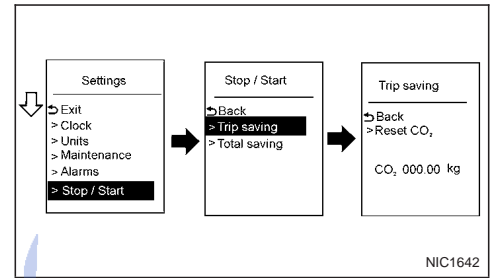 Settings
Exit
> Clock
> Units
> Maintenance
> Alarms
> Stop / Start
Stop / Start
Back
> Trip saving
> Total saving
Trip saving
Back
> Reset CO₂
CO₂ 000.00 kg
NIC1642